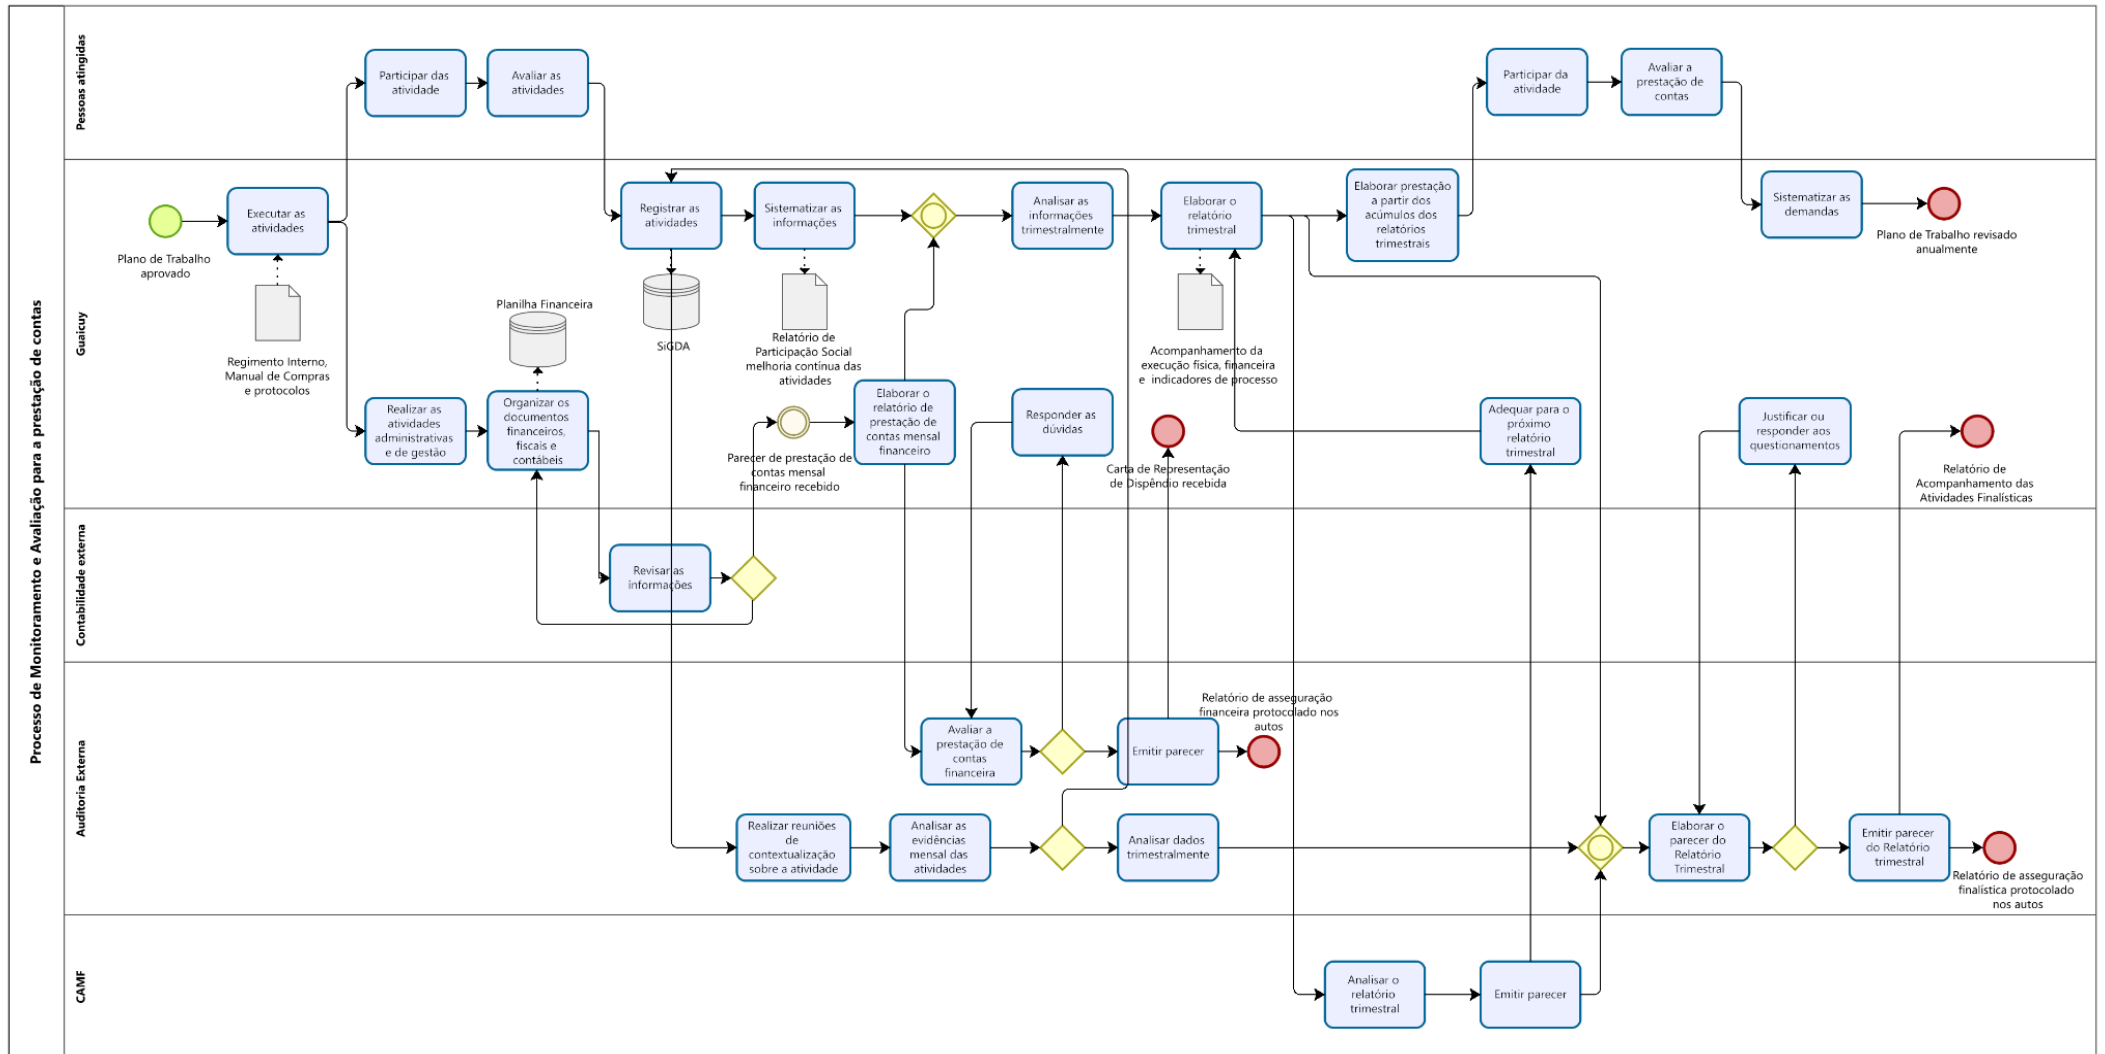 Processo de Monitoramento e Avaliação para a prestação de contas
Pessoas atingidas
Participar das
atividade
Avaliar as
atividades
Participar da
atividade
Avaliar a
prestação de
contas
Guaicuy
Plano de Trabalho
aprovado
Executar as
atividades
Regimento Interno,
Manual de Compras
e protocolos
Registrar as
atividades
SiGDA
Sistematizar as
informações
Relatório de
Participação Social
melhoria contínua das
atividades
Analisar as
informações
trimestralmente
Elaborar o
relatório
trimestral
Acompanhamento da
execução física, financeira
e indicadores de processo
Elaborar prestação
a partir dos
acúmulos dos
relatórios
trimestrais
Sistematizar as
demandas
Plano de Trabalho revisado
anualmente
Planilha Financeira
Realizar as
atividades
administrativas
e de gestão
Organizar os
documentos
financeiros,
fiscais e
contábeis
Parecer de prestação de
contas mensal
financeiro recebido
Elaborar o
relatório de
prestação de
contas mensal
financeiro
Responder as
dúvidas
Carta de Representação
de Dispêndio recebida
Adequar para o
próximo
relatório
trimestral
Justificar ou
responder aos
questionamentos
Relatório de
Acompanhamento das
Atividades Finalísticas
Contabilidade externa
Revisar as
informações
Auditoria Externa
Avaliar a
prestação de
contas
financeira
Emitir parecer
Relatório de asseguração
financeira protocolado nos
autos
Realizar reuniões
de
contextualização
sobre a atividade
Analisar as
evidências
mensal das
atividades
Analisar dados
trimestralmente
Elaborar o
parecer do
Relatório
Trimestral
Emitir parecer
do Relatório
trimestral
Relatório de asseguração
finalística protocolado
nos autos
CAMF
Analisar o
relatório
trimestral
Emitir parecer